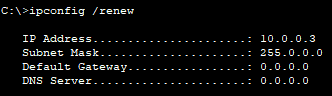 C:\>ipconfig /renew
IP Address......................: 10.0.0.3
Subnet Mask.....................: 255.0.0.0
Default Gateway.................: 0.0.0.0
DNS Server......................: 0.0.0.0